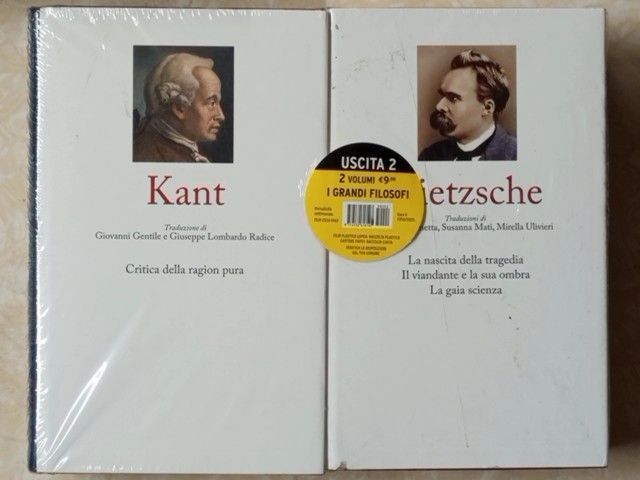 Kant
Traduzione di
Giovanni Gentile e Giuseppe Lombardo Radice
Critica della ragion pura
USCITA 2
2 VOLUMI €9,99
I GRANDI FILOSOFI
ietzsche
Traduzioni di
Susanna Mati, Mirella Ulivieri
La nascita della tragedia
Il viandante e la sua ombra
La gaia scienza